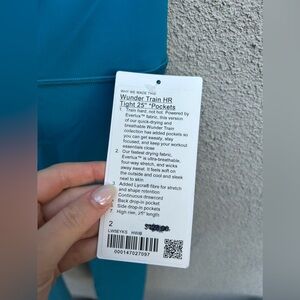 WHY WE MADE THIS
Wunder Train HR
Tight 25" *Pockets
1. Train hard, not hot. Powered by
Everlux™ fabric, this version
of our quick-drying and
breathable Wunder Train
collection has added pockets so
you can get sweaty, stay
focused, and keep your workout
essentials close
2. Our fastest drying fabric,
Everlux™ is ultra-breathable,
four-way stretch, and wicks
away sweat. It feels soft on
the outside and cool and sleek
next to skin
3. Added Lycra® fibre for stretch
and shape retention
Continuous drawcord
Back drop-in pocket
Side drop-in pockets
7. High rise, 25" length
2
LW5EYKS HWIB
000147027097